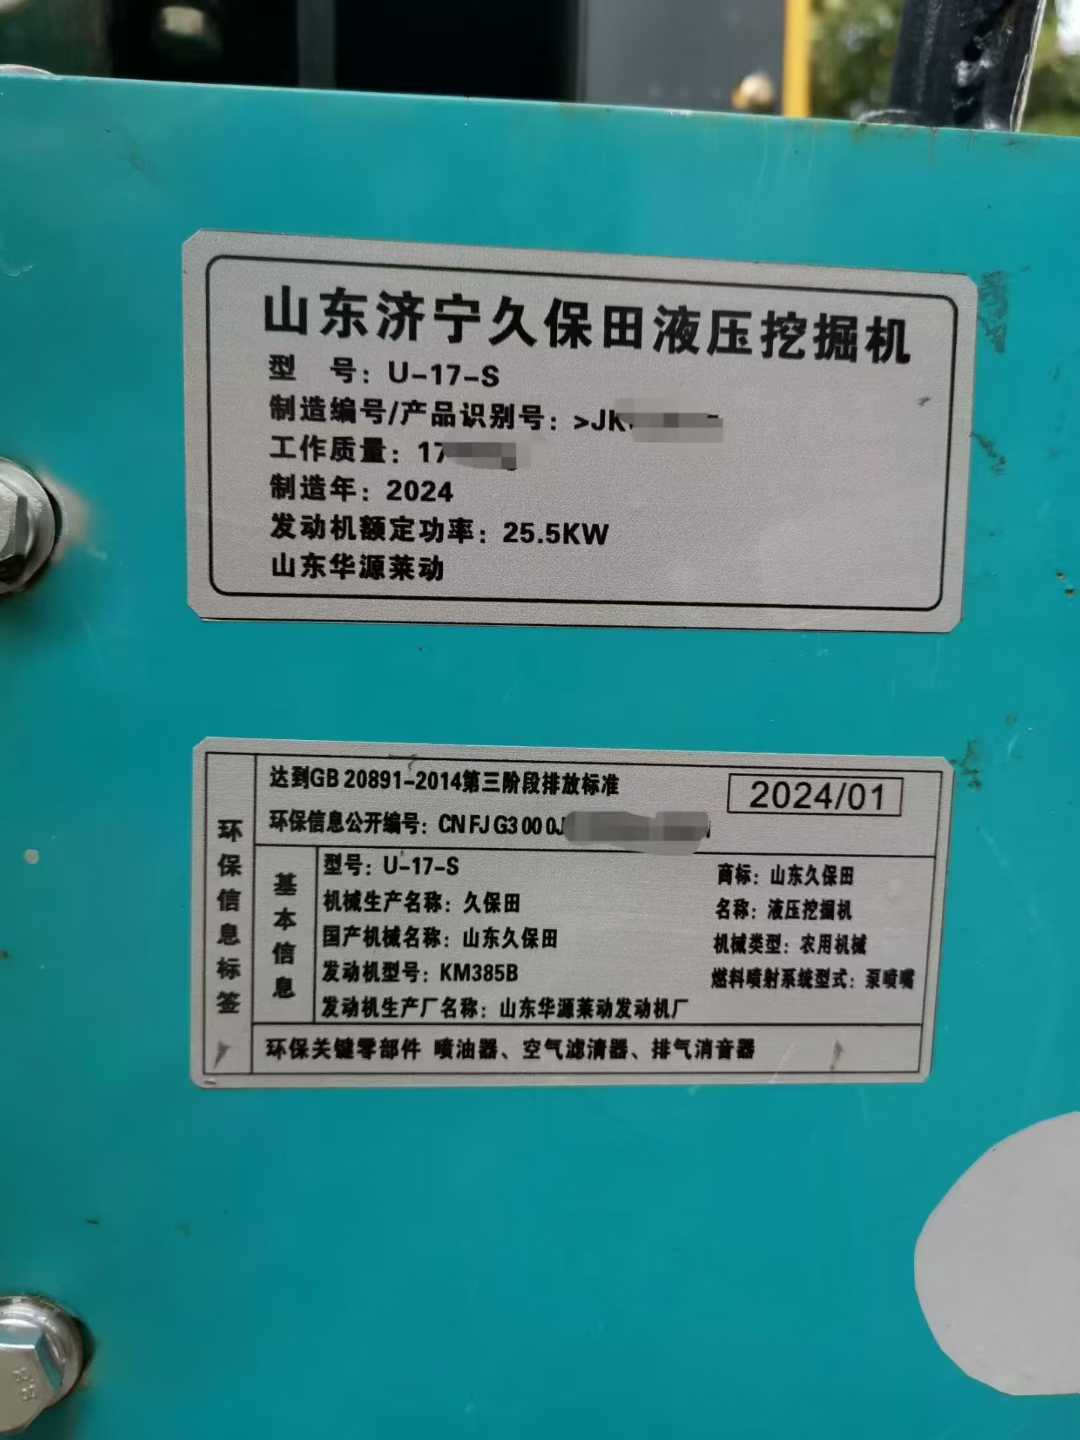 山东济宁久保田液压挖掘机
型 号：U-17-S
制造编号/产品识别号：>JK
工作质量：17
制造年：2024
发动机额定功率：25.5KW
山东华源莱动
环保信息标签
达到GB 20891-2014第三阶段排放标准
2024/01
环保信息公开编号：CNFJG3000J
基本信息
型号：U-17-S
商标：山东久保田
机械生产名称：久保田
名称：液压挖掘机
国产机械名称：山东久保田
机械类型：农用机械
发动机型号：KM385B
燃料喷射系统型式：泵喷嘴
发动机生产厂名称：山东华源莱动发动机厂
环保关键零部件 喷油器、空气滤清器、排气消音器